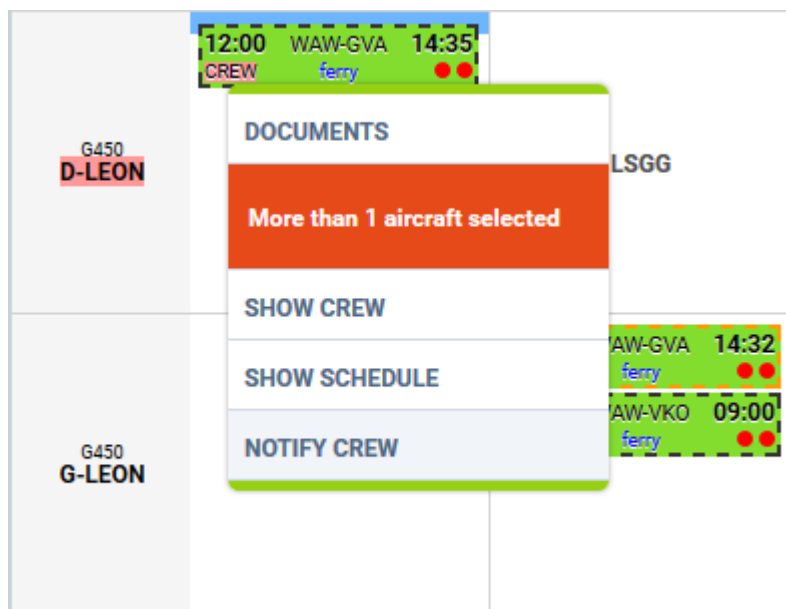 12:00 WAW-GVA 14:35
CREW ferry
G450
D-LEON
DOCUMENTS
More than 1 aircraft selected
LSGG
SHOW CREW
SHOW SCHEDULE
NOTIFY CREW
AW-GVA 14:32
ferry
AW-VKO 09:00
ferry
G450
G-LEON